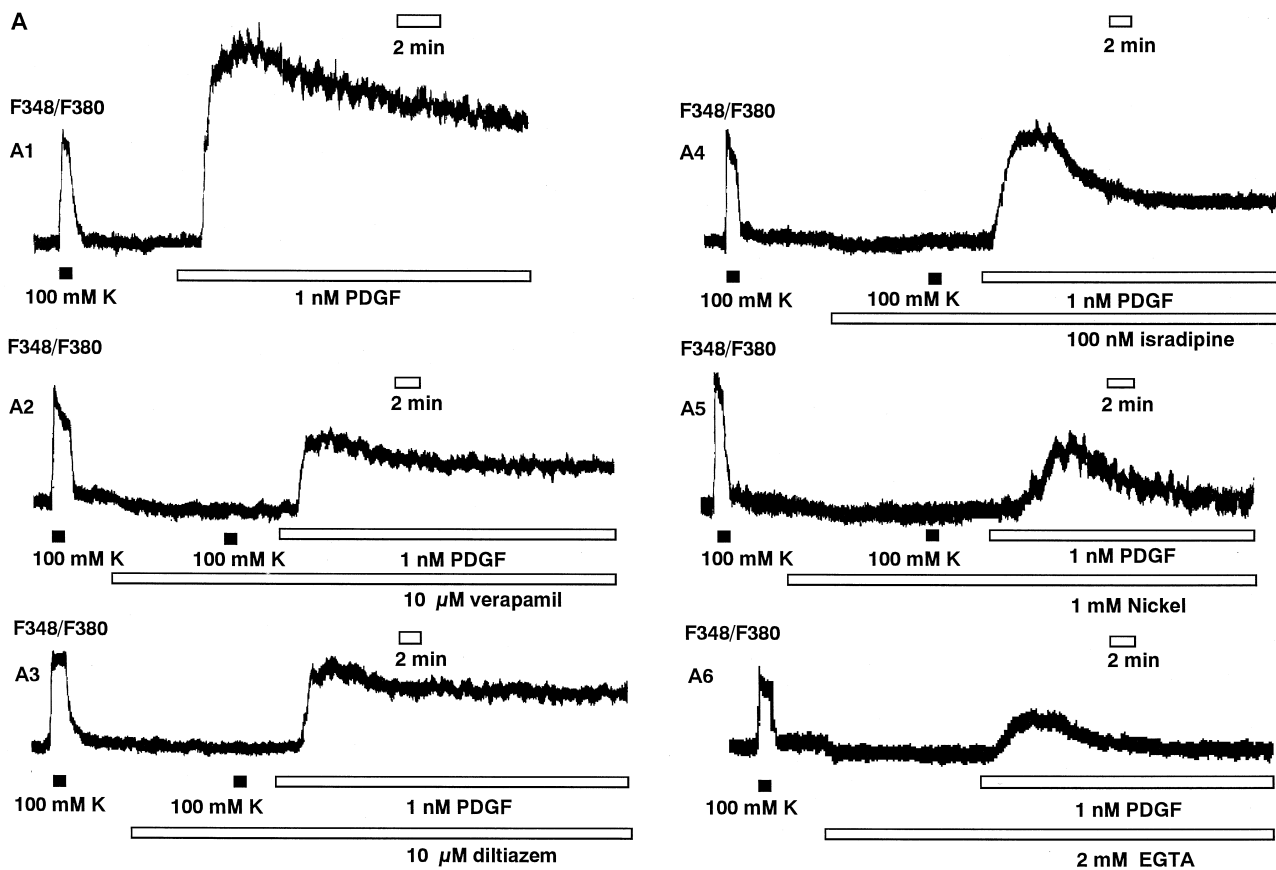 A
2 min
F348/F380
A1
100 mM K
1 nM PDGF
F348/F380
2 min
A2
100 mM K
100 mM K
1 nM PDGF
10 µM verapamil
F348/F380
2 min
A3
100 mM K
100 mM K
1 nM PDGF
10 µM diltiazem
2 min
F348/F380
A4
100 mM K
100 mM K
1 nM PDGF
100 nM isradipine
F348/F380
2 min
A5
100 mM K
100 mM K
1 nM PDGF
1 mM Nickel
F348/F380
2 min
A6
100 mM K
1 nM PDGF
2 mM EGTA